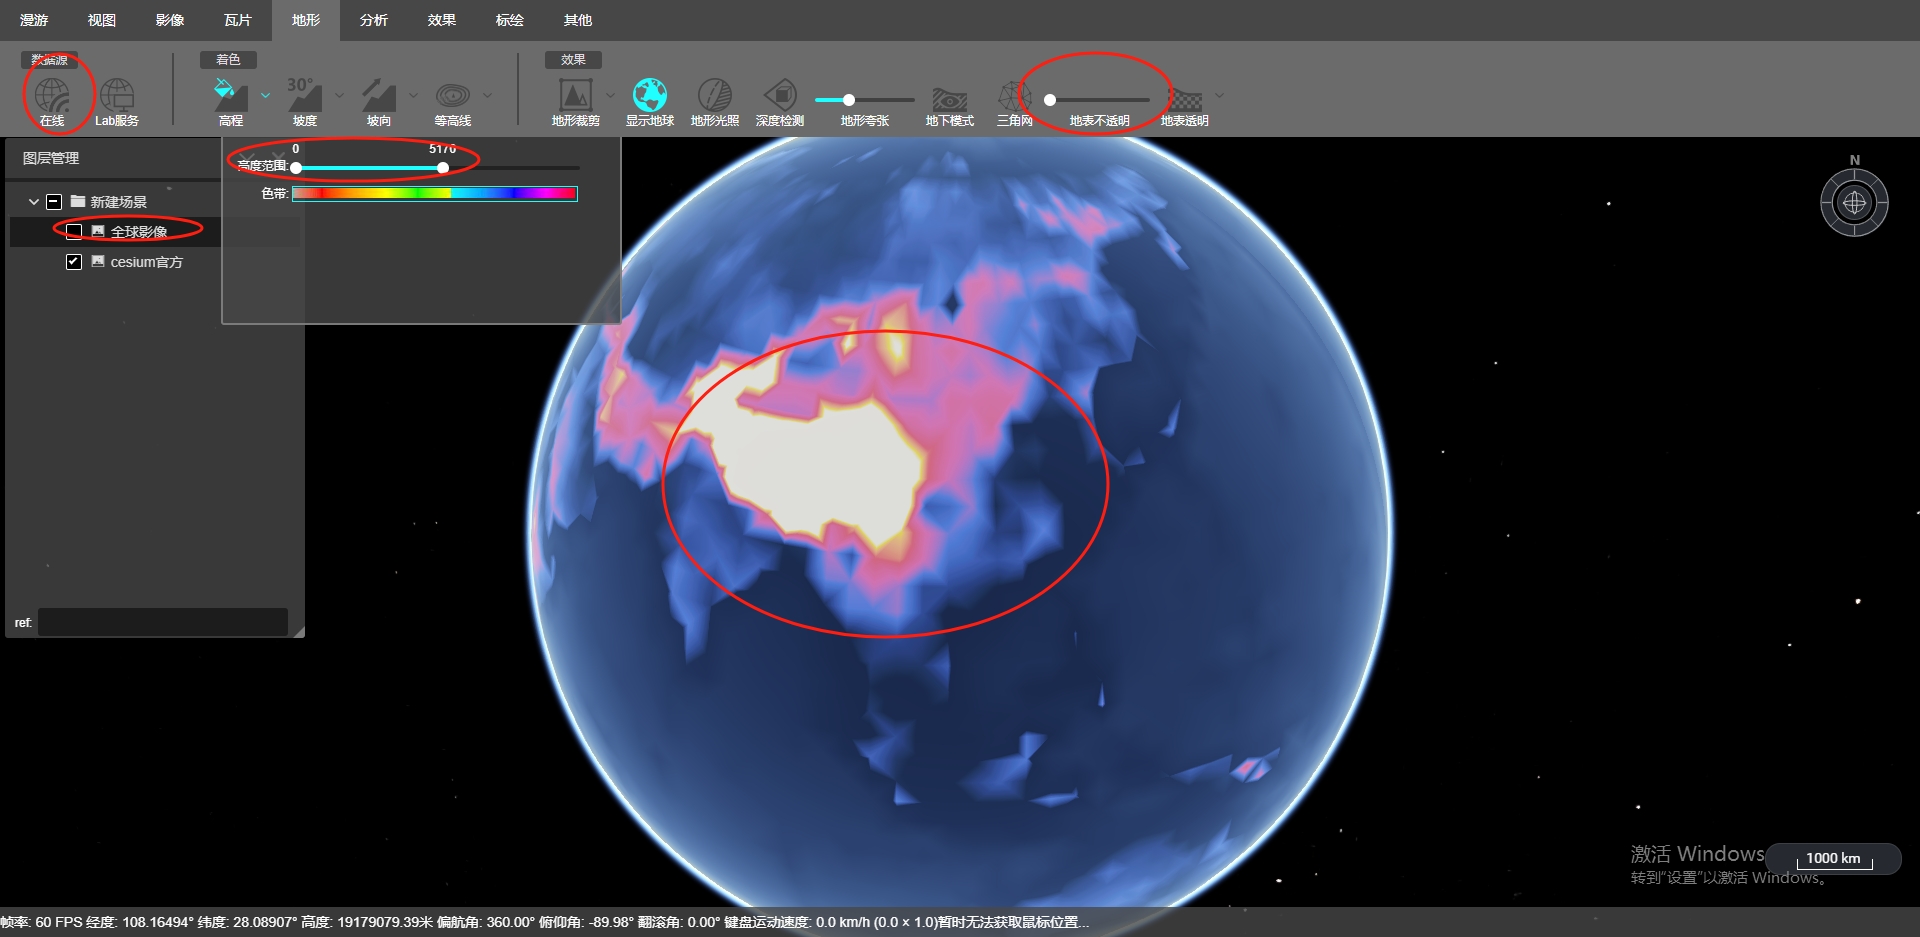 漫游 视图 影像 瓦片 地形 分析 效果 标绘 其他
数据源 着色 效果
30°
在线 Lab服务 高程 坡度 坡向 等高线 地形裁剪 显示地球 地形光照 深度检测 地形夸张 地下模式 三角网 地表不透明 地表透明
图层管理
0 5170
高度范围:
色带:
新建场景
全球影像
cesium官方
ref:
N
激活 Windows
转到"设置"以激活 Windows。
1000 km
帧率: 60 FPS 经度: 108.16494° 纬度: 28.08907° 高度: 19179079.39米 偏航角: 360.00° 俯仰角: -89.98° 翻滚角: 0.00° 键盘运动速度: 0.0 km/h (0.0 × 1.0)暂时无法获取鼠标位置...